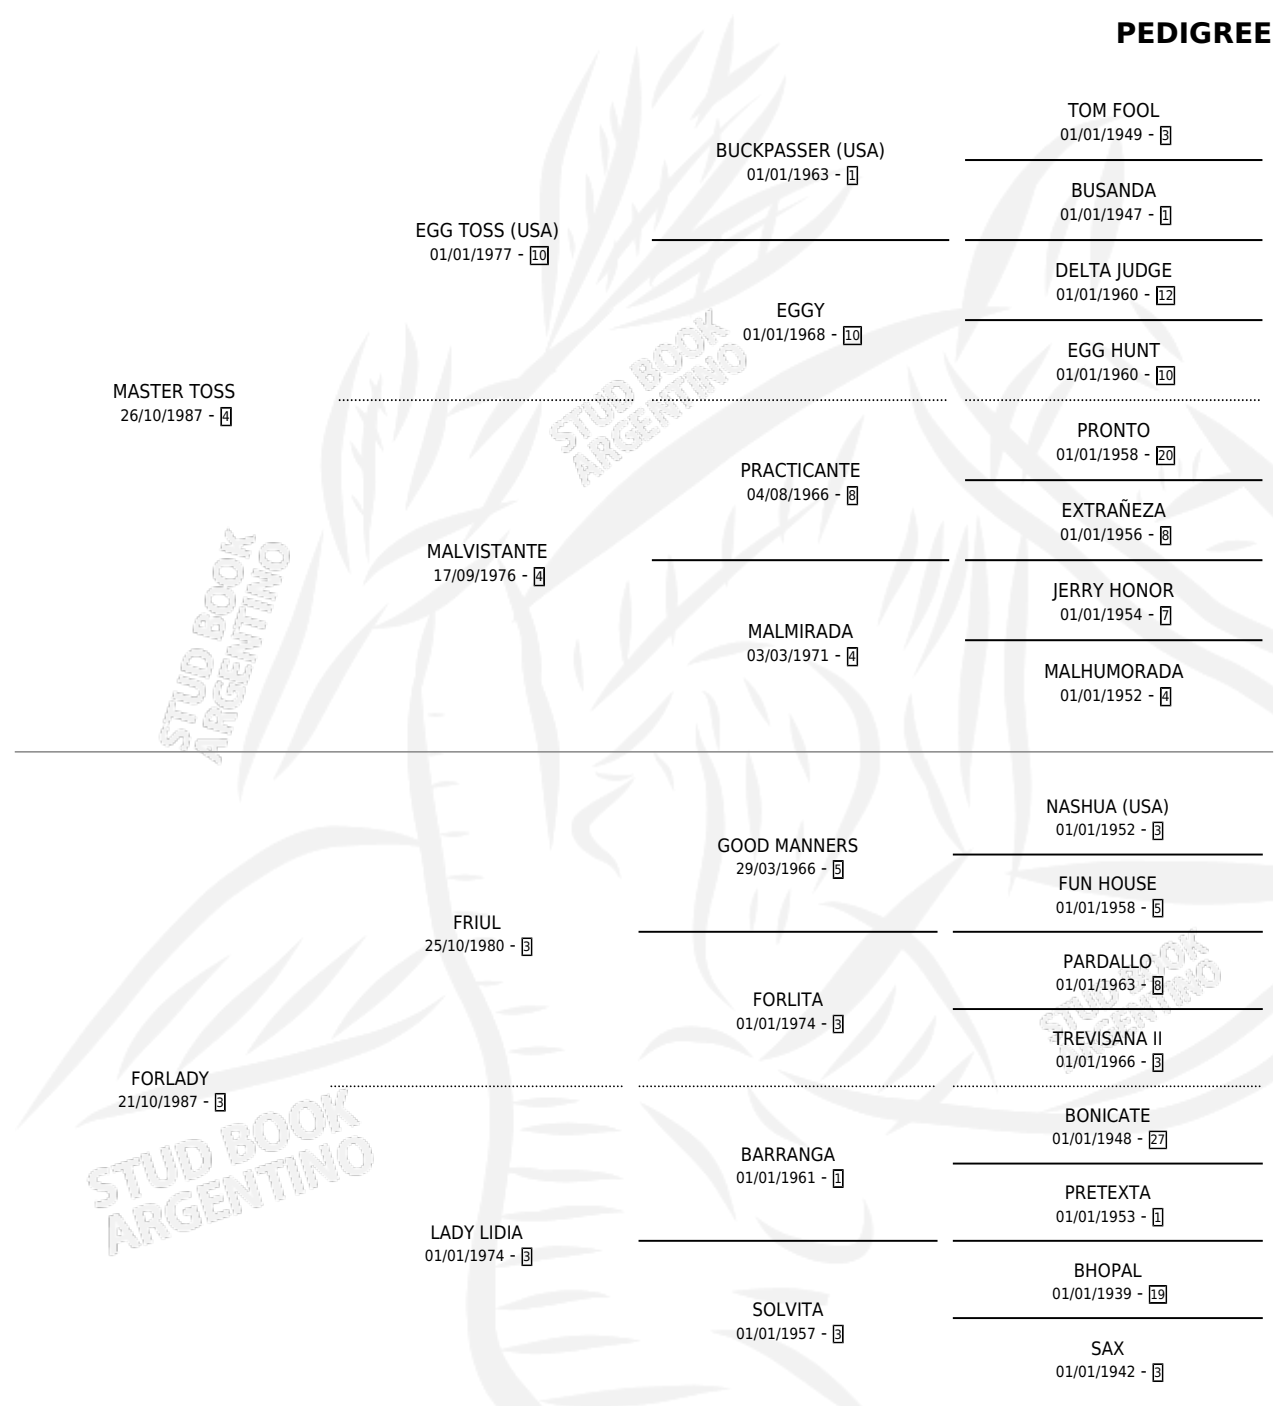 PEDIGREE
MASTER TOSS
26/10/1987 - 4
EGG TOSS (USA)
01/01/1977 - 10
MALVISTANTE
17/09/1976 - 4
BUCKPASSER (USA)
01/01/1963 - 1
EGGY
01/01/1968 - 10
PRACTICANTE
04/08/1966 - 8
MALMIRADA
03/03/1971 - 4
TOM FOOL
01/01/1949 - 3
BUSANDA
01/01/1947 - 1
DELTA JUDGE
01/01/1960 - 12
EGG HUNT
01/01/1960 - 10
PRONTO
01/01/1958 - 20
EXTRAÑEZA
01/01/1956 - 8
JERRY HONOR
01/01/1954 - 7
MALHUMORADA
01/01/1952 - 4
STUD BOOK
ARGENTINO
STUD BOOK
ARGENTINO
FORLADY
21/10/1987 - 3
FRIUL
25/10/1980 - 3
LADY LIDIA
01/01/1974 - 3
GOOD MANNERS
29/03/1966 - 5
FORLITA
01/01/1974 - 3
BARRANGA
01/01/1961 - 1
SOLVITA
01/01/1957 - 3
NASHUA (USA)
01/01/1952 - 3
FUN HOUSE
01/01/1958 - 5
PARDALLO
01/01/1963 - 8
TREVISANA II
01/01/1966 - 3
BONICATE
01/01/1948 - 27
PRETEXTA
01/01/1953 - 1
BHOPAL
01/01/1939 - 19
SAX
01/01/1942 - 3
STUD BOOK
ARGENTINO
STUD BOOK
ARGENTINO